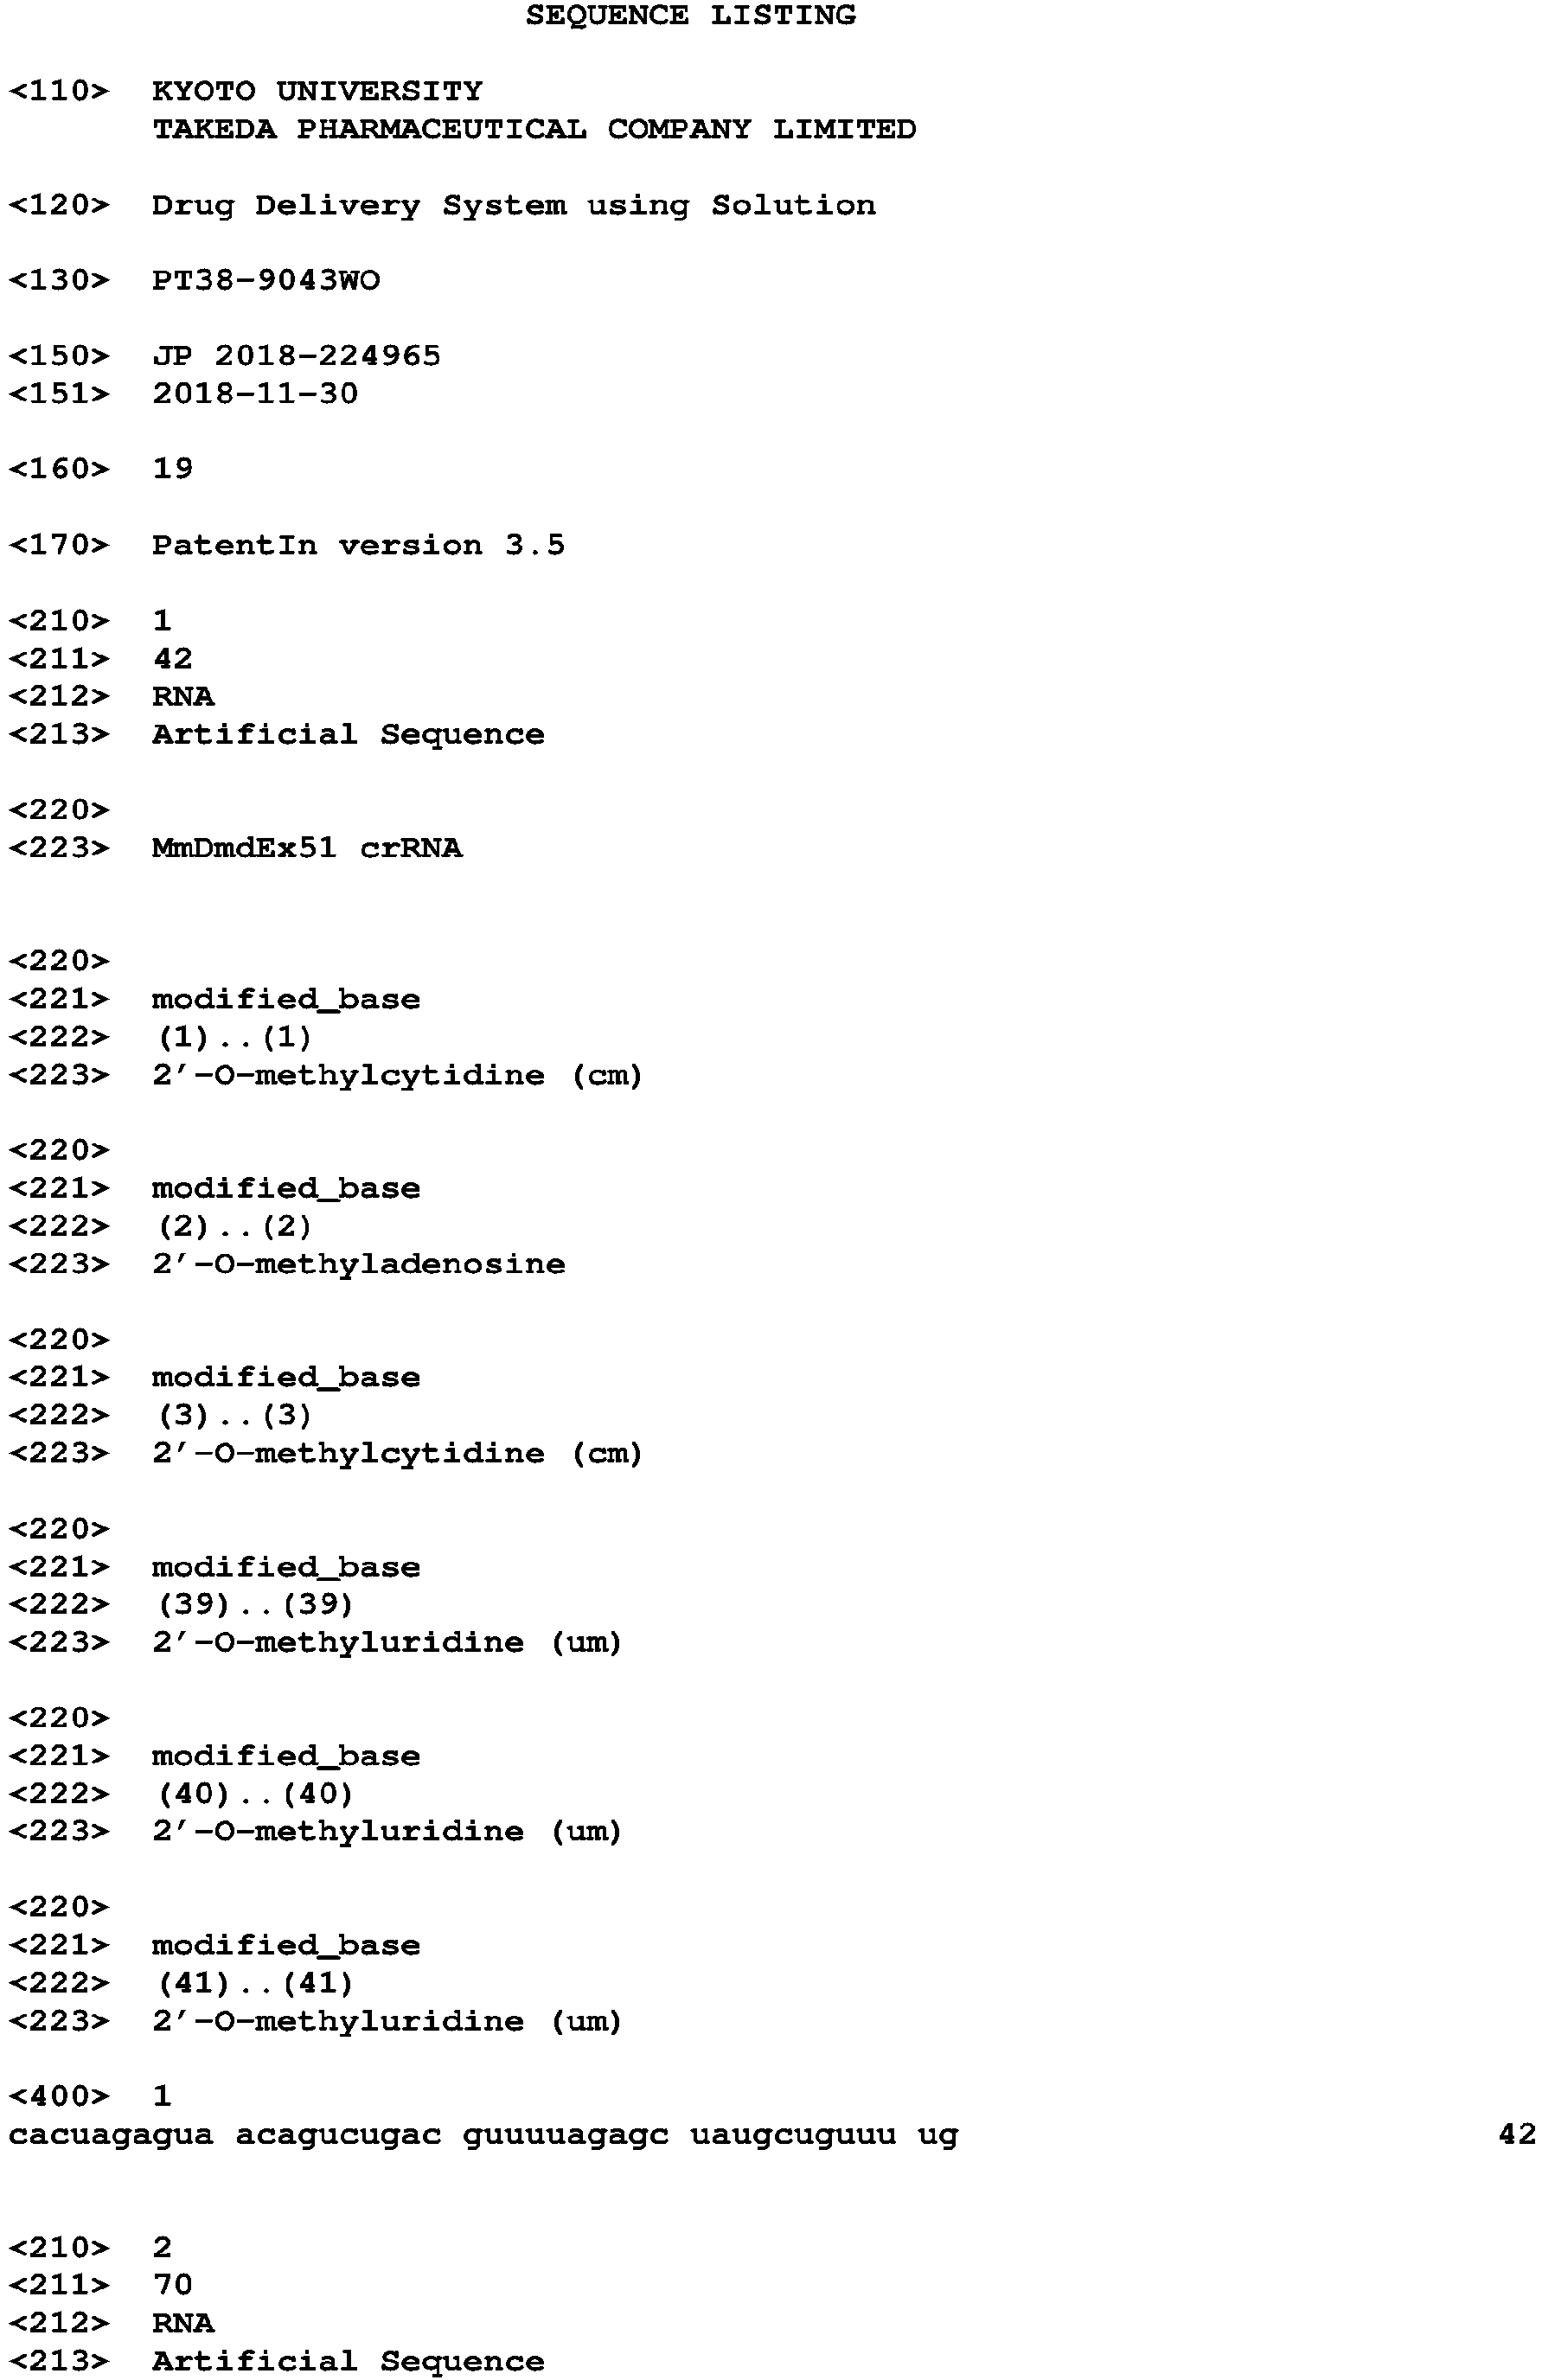 SEQUENCE LISTING
<110> KYOTO UNIVERSITY
TAKEDA PHARMACEUTICAL COMPANY LIMITED
<120> Drug Delivery System using Solution
<130> PT38-9043WO
<150> JP 2018-224965
<151> 2018-11-30
<160> 19
<170> PatentIn version 3.5
<210> 1
<211> 42
<212> RNA
<213> Artificial Sequence
<220>
<223> MmDmdEx51 crRNA
<220>
<221> modified_base
<222> (1)..(1)
<223> 2'-O-methylcytidine (cm)
<220>
<221> modified_base
<222> (2)..(2)
<223> 2'-O-methyladenosine
<220>
<221> modified_base
<222> (3)..(3)
<223> 2'-O-methylcytidine (cm)
<220>
<221> modified_base
<222> (39)..(39)
<223> 2'-O-methyluridine (um)
<220>
<221> modified_base
<222> (40)..(40)
<223> 2'-O-methyluridine (um)
<220>
<221> modified_base
<222> (41)..(41)
<223> 2'-O-methyluridine (um)
<400> 1
cacuagagua acagucugac guuuuagagc uaugcuguuu ug 42
<210> 2
<211> 70
<212> RNA
<213> Artificial Sequence